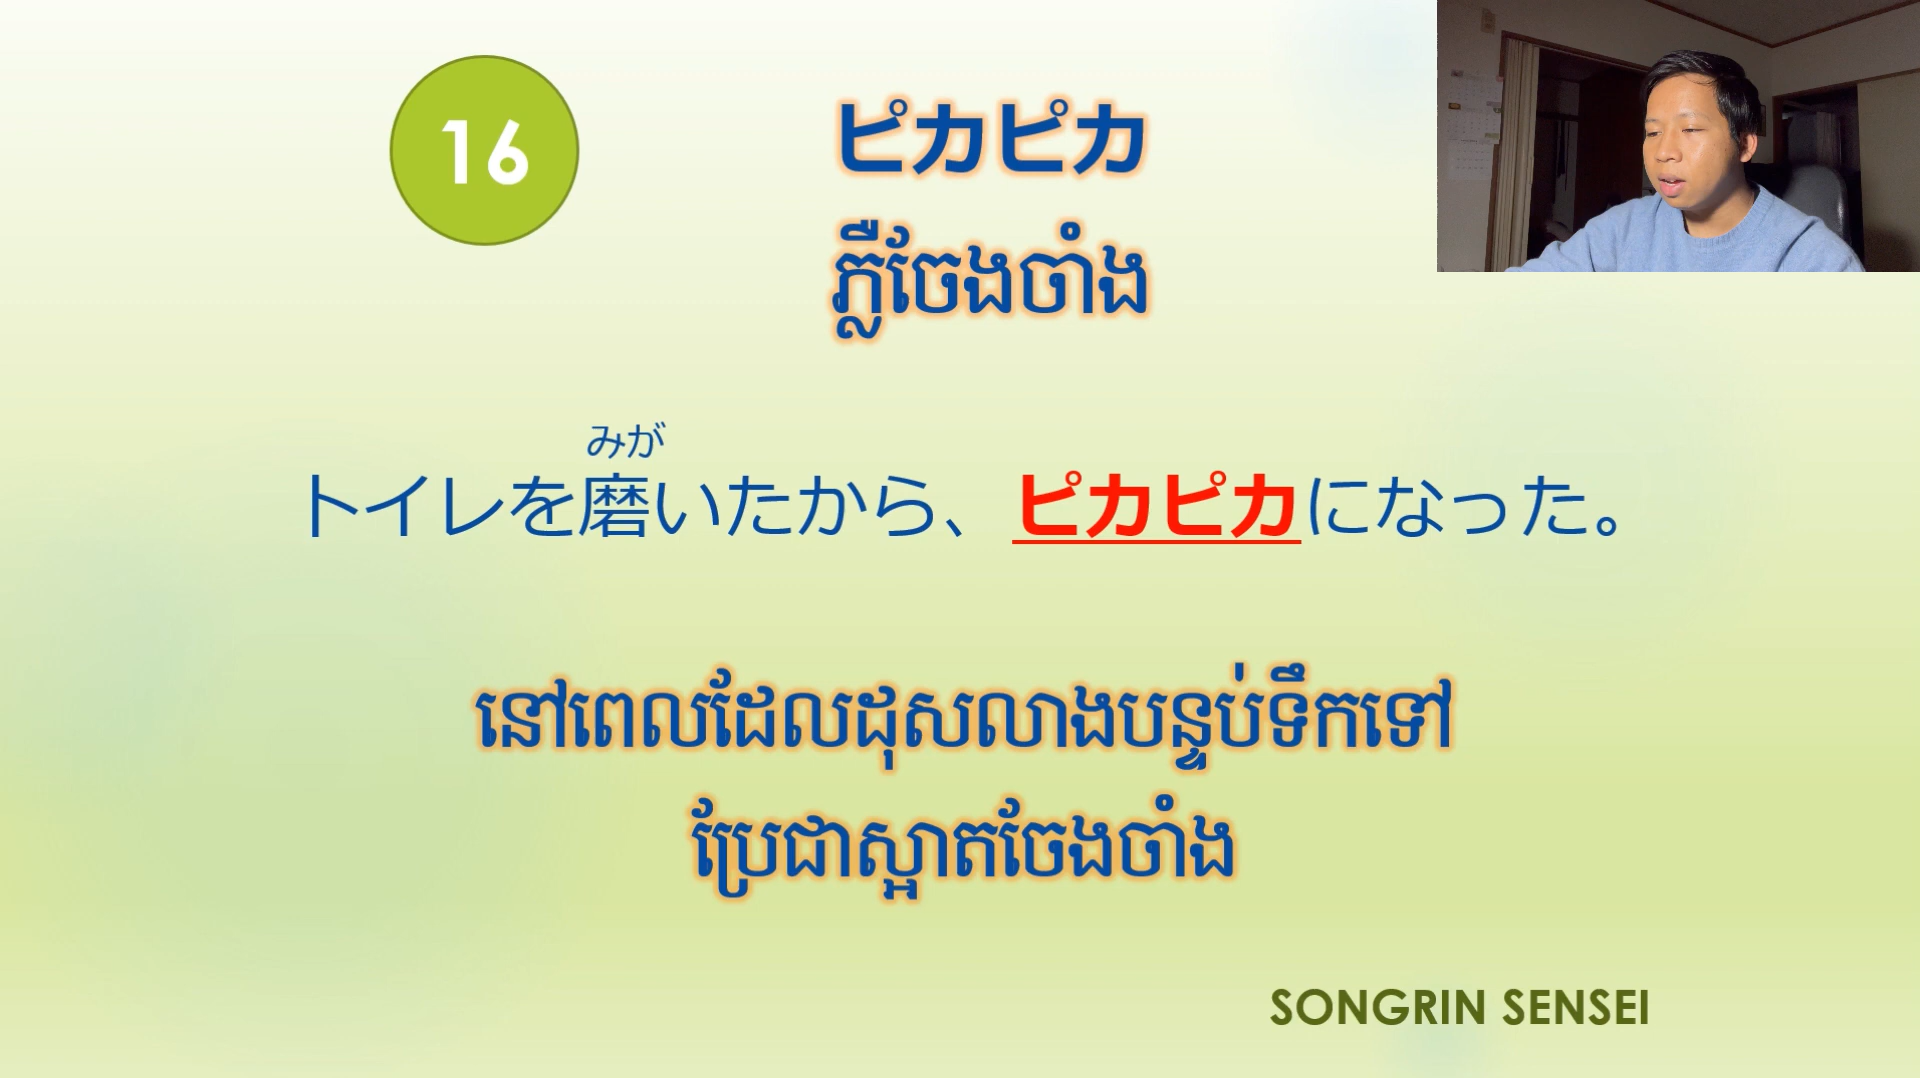 16
ピカピカ
ភ្លឺចែងចាំង
みが
トイレを磨いたから、ピカピカになった。
នៅពេលដែលដុសលាងបន្ទប់ទឹកទៅ
ប្រែជាស្អាតចែងចាំង
SONGRIN SENSEI